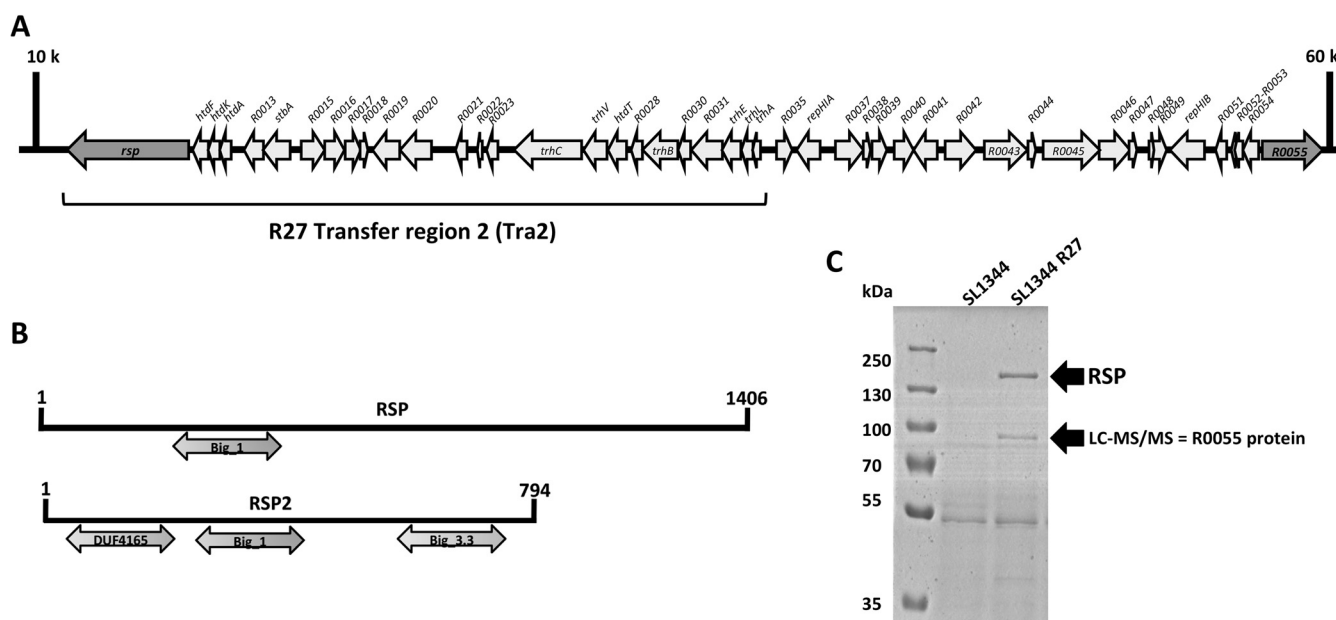 A
10 k
60 k
htdF
htdK
htdA
R0013
stbA
R0015
R0016
R0017
R0018
R0019
R0020
R0021
R0022
R0023
trhV
htdT
R0028
R0030
R0031
trhE
trhL
trhA
R0035
repHIA
R0037
R0038
R0039
R0040
R0041
R0042
R0044
R0046
R0047
R0048
R0049
repHIB
R0051
R0052-R0053
R0054
rsp
trhC
trhB
R0043
R0045
R0055
R27 Transfer region 2 (Tra2)
B
1
1406
RSP
Big_1
1
794
RSP2
DUF4165
Big_1
Big_3.3
C
kDa
SL1344
SL1344 R27
250
130
100
70
55
35
RSP
LC-MS/MS = R0055 protein